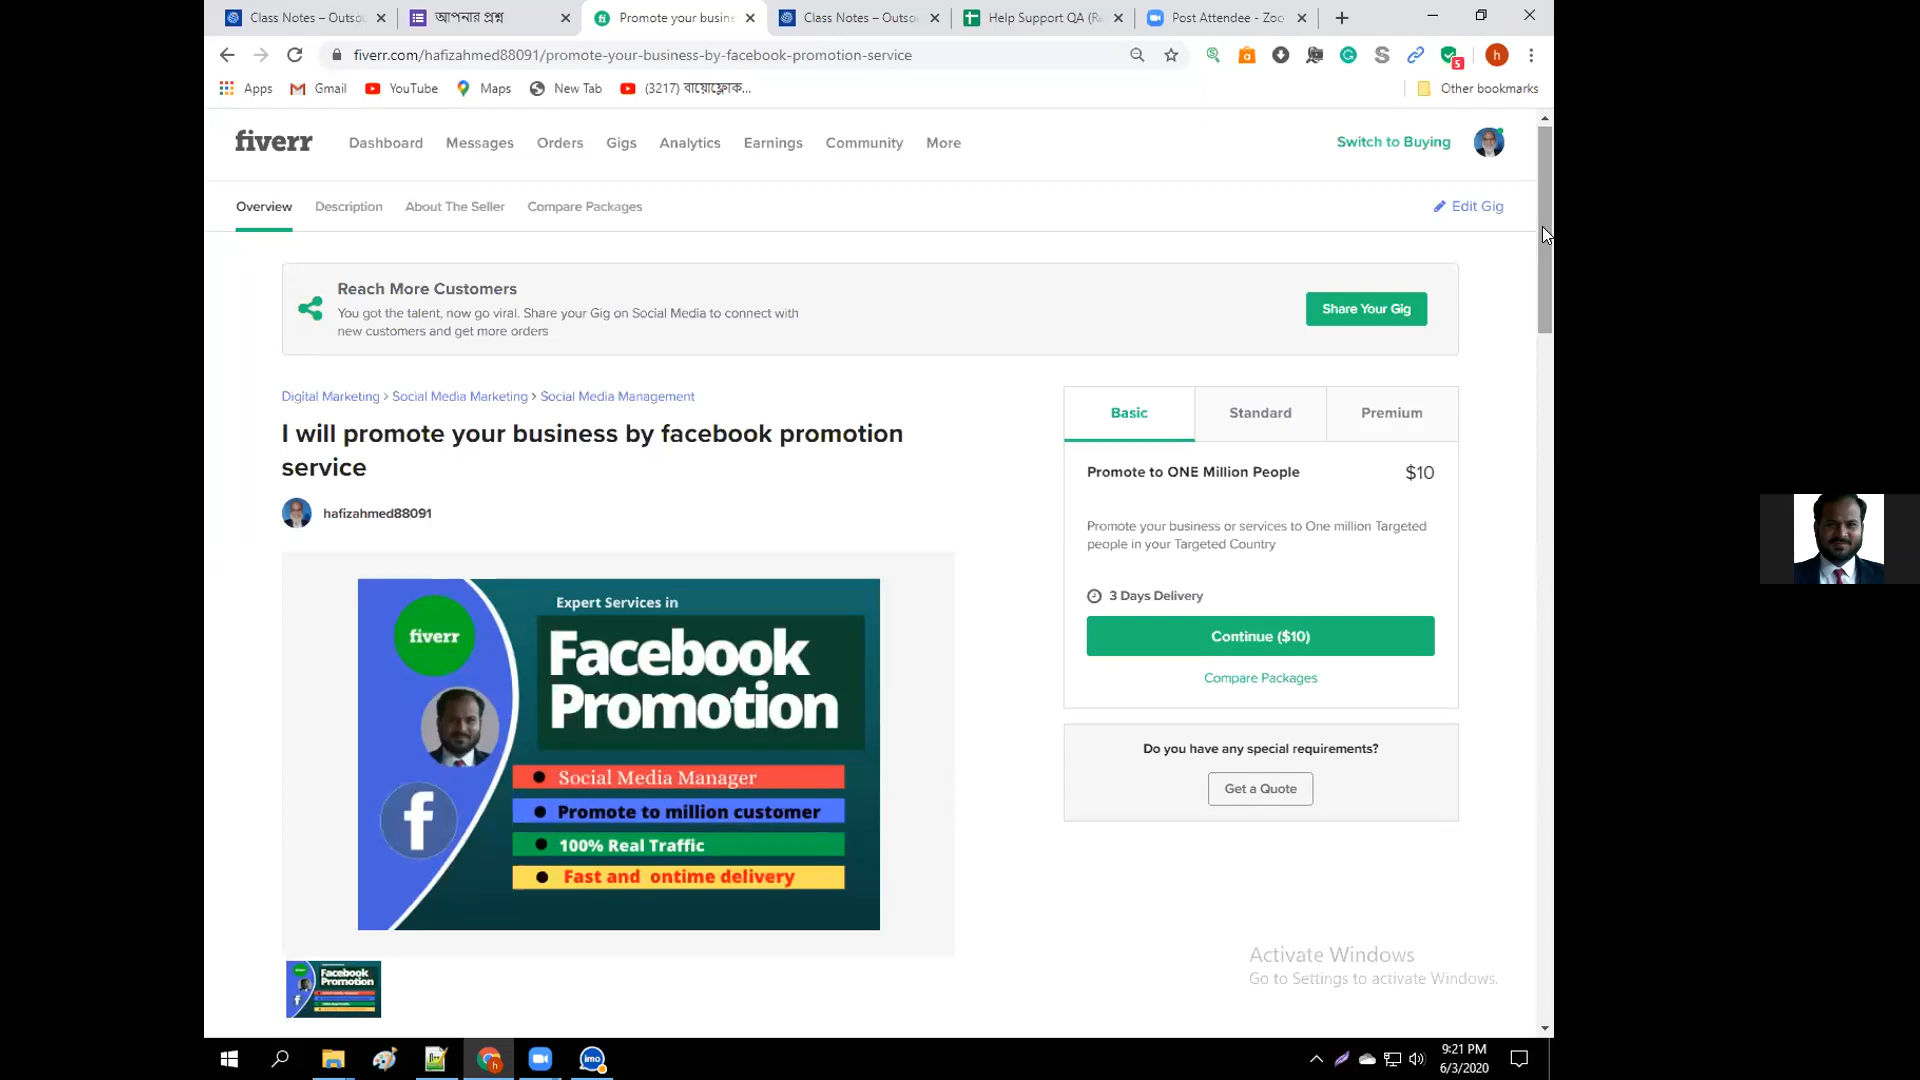 Class Notes – Outso
আপনার প্রশ্ন
Promote your busin
Class Notes – Outso
Help Support QA (R
Post Attendee - Zoo
fiverr.com/hafizahmed88091/promote-your-business-by-facebook-promotion-service
5
h
Apps
Gmail
YouTube
Maps
New Tab
(3217) বায়োফ্লোক...
Other bookmarks
fiverr
Dashboard
Messages
Orders
Gigs
Analytics
Earnings
Community
More
Switch to Buying
Overview
Description
About The Seller
Compare Packages
Edit Gig
Reach More Customers
You got the talent, now go viral. Share your Gig on Social Media to connect with
new customers and get more orders
Share Your Gig
Digital Marketing > Social Media Marketing > Social Media Management
I will promote your business by facebook promotion
service
hafizahmed88091
Expert Services in
fiverr
Facebook
Promotion
Social Media Manager
Promote to million customer
100% Real Traffic
Fast and ontime delivery
Facebook
Promotion
Basic
Standard
Premium
Promote to ONE Million People
$10
Promote your business or services to One million Targeted
people in your Targeted Country
3 Days Delivery
Continue ($10)
Compare Packages
Do you have any special requirements?
Get a Quote
Activate Windows
Go to Settings to activate Windows.
imo
9:21 PM
6/3/2020